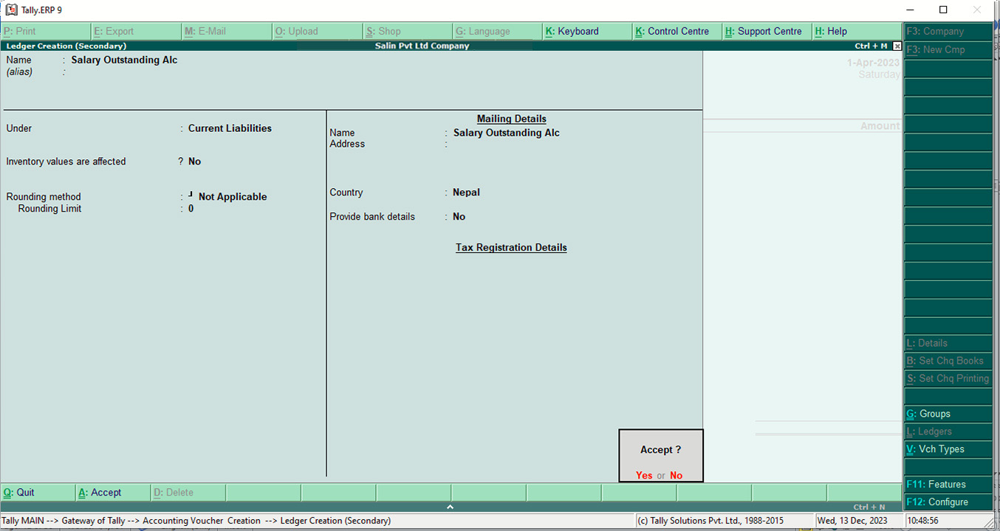 Tally.ERP 9
P: Print E: Export M: E-Mail O: Upload S: Shop G: Language K: Keyboard K: Control Centre H: Support Centre H: Help F3: Company
Ledger Creation (Secondary) Salin Pvt Ltd Company Ctrl + M x F3: New Cmp
Name : Salary Outstanding Alc 1-Apr-2023
(alias) : Saturday
Mailing Details
Under : Current Liabilities Amount
Name : Salary Outstanding Alc
Address :
Inventory values are affected ? No
Country : Nepal
Rounding method : ┘ Not Applicable
Rounding Limit : 0
Provide bank details : No
Tax Registration Details
L: Details
B: Set Chq Books
S: Set Chq Printing
G: Groups
L: Ledgers
Accept ?
V: Vch Types
Yes or No
F11: Features
Q: Quit A: Accept D: Delete
F12: Configure
Ctrl + N
Tally MAIN --> Gateway of Tally --> Accounting Voucher Creation --> Ledger Creation (Secondary) (c) Tally Solutions Pvt. Ltd., 1988-2015 Wed, 13 Dec, 2023 10:48:56